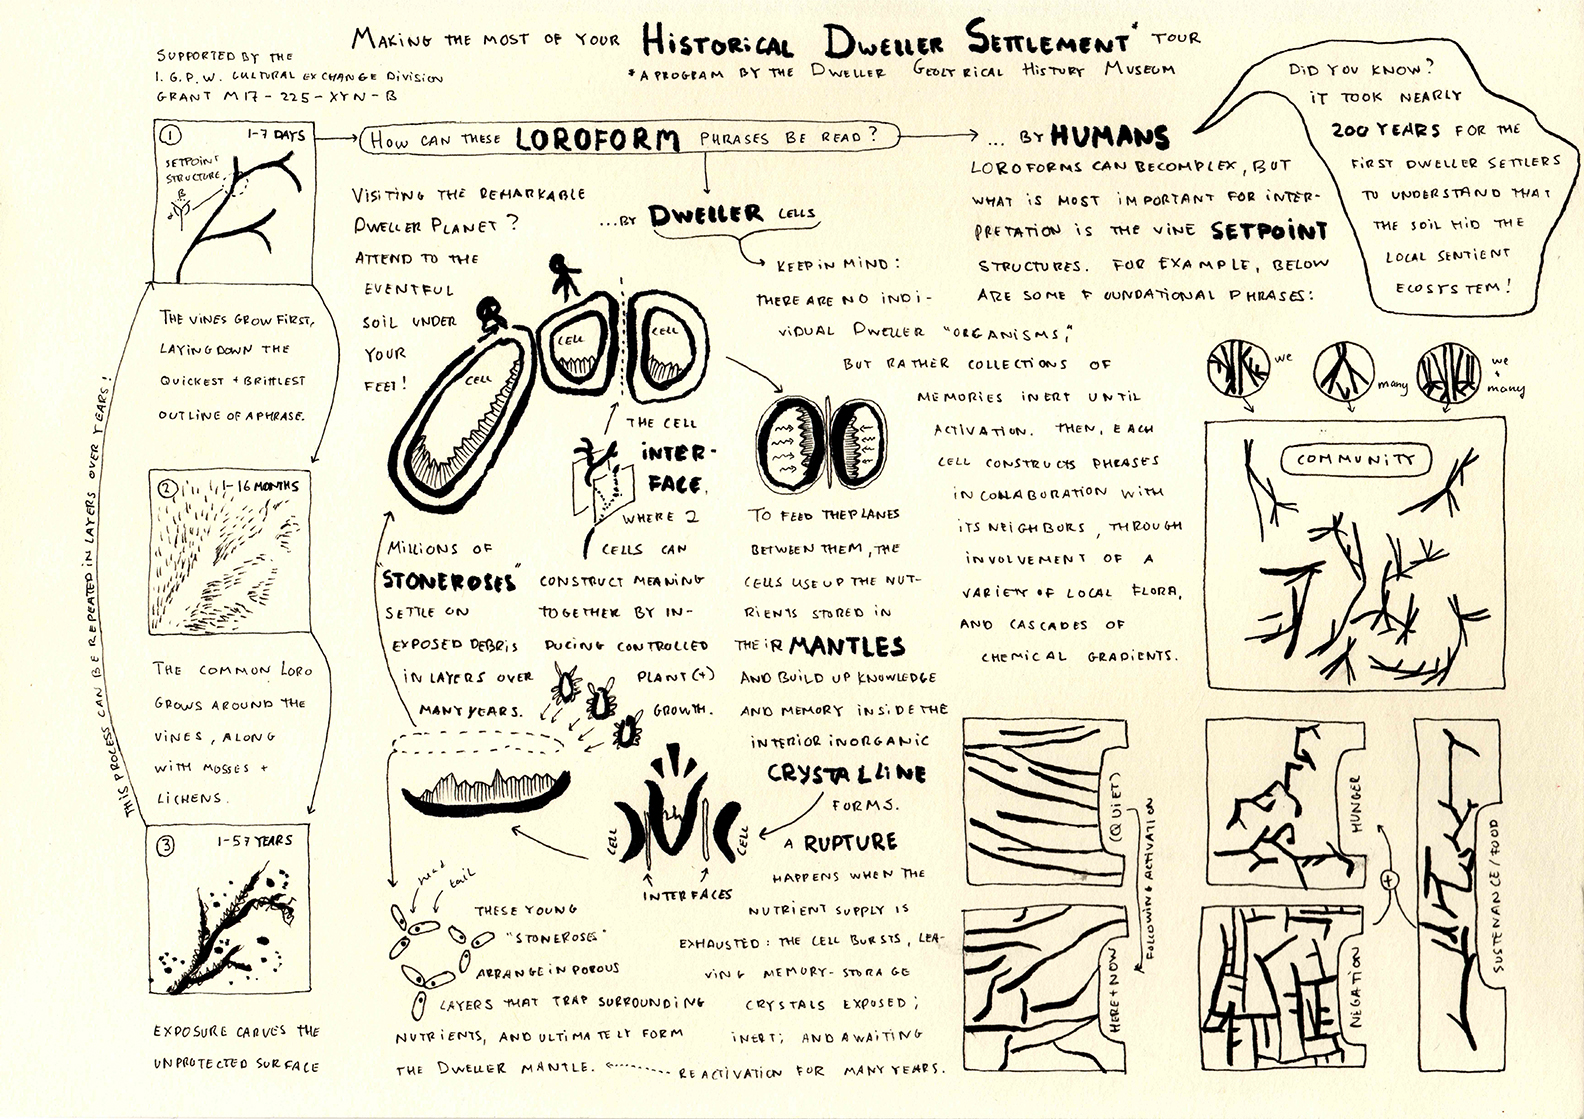 MAKING THE MOST OF YOUR HISTORICAL DWELLER SETTLEMENT* TOUR
*A PROGRAM BY THE DWELLER GEOLYRICAL HISTORY MUSEUM
SUPPORTED BY THE
I.G.P.W. CULTURAL EXCHANGE DIVISION
GRANT M17-225-XYN-B
1
1-7 DAYS
SETPOINT
STRUCTURE
THE VINES GROW FIRST,
LAYING DOWN THE
QUICKEST + BRITTLEST
OUTLINE OF A PHRASE.
2
1-16 MONTHS
THE COMMON LORO
GROWS AROUND THE
VINES, ALONG
WITH MOSSES +
LICHENS.
3
1-57 YEARS
EXPOSURE CARVES THE
UNPROTECTED SURFACE
THIS PROCESS CAN BE REPEATED IN LAYERS OVER YEARS!
HOW CAN THESE LOROFORM PHRASES BE READ?
VISITING THE REMARKABLE
DWELLER PLANET?
ATTEND TO THE
EVENTFUL
SOIL UNDER
YOUR
FEET!
...BY DWELLER CELLS
KEEP IN MIND:
THERE ARE NO INDI-
VIDUAL DWELLER "ORGANISMS,"
BUT RATHER COLLECTIONS OF
MEMORIES INERT UNTIL
ACTIVATION. THEN, EACH
CELL CONSTRUCTS PHRASES
IN COLLABORATION WITH
ITS NEIGHBORS, THROUGH
INVOLVEMENT OF A
VARIETY OF LOCAL FLORA,
AND CASCADES OF
CHEMICAL GRADIENTS.
CELL
CELL
CELL
THE CELL
INTER-
FACE,
WHERE 2
CELLS CAN
CONSTRUCT MEANING
TOGETHER BY IN-
DUCING CONTROLLED
PLANT(+)
GROWTH.
TO FEED THE PLANES
BETWEEN THEM, THE
CELLS USE UP THE NUT-
RIENTS STORED IN
THEIR MANTLES
AND BUILD UP KNOWLEDGE
AND MEMORY INSIDE THE
INTERIOR INORGANIC
CRYSTALLINE
FORMS.
A RUPTURE
HAPPENS WHEN THE
NUTRIENT SUPPLY IS
EXHAUSTED: THE CELL BURSTS, LEA-
VING MEMORY-STORAGE
CRYSTALS EXPOSED;
INERT; AND AWAITING
REACTIVATION FOR MANY YEARS.
CELL
CELL
INTERFACES
MILLIONS OF
"STONEROSES"
SETTLE ON
EXPOSED DEBRIS
IN LAYERS OVER
MANY YEARS.
head
tail
THESE YOUNG
"STONEROSES"
ARRANGE IN POROUS
LAYERS THAT TRAP SURROUNDING
NUTRIENTS, AND ULTIMATELY FORM
THE DWELLER MANTLE.
...BY HUMANS
LOROFORMS CAN BE COMPLEX, BUT
WHAT IS MOST IMPORTANT FOR INTER-
PRETATION IS THE VINE SETPOINT
STRUCTURES. FOR EXAMPLE, BELOW
ARE SOME FOUNDATIONAL PHRASES:
DID YOU KNOW?
IT TOOK NEARLY
200 YEARS FOR THE
FIRST DWELLER SETTLERS
TO UNDERSTAND THAT
THE SOIL HID THE
LOCAL SENTIENT
ECOSYSTEM!
we
many
we
+
many
COMMUNITY
(QUIET)
HERE + NOW
FOLLOWING ACTIVATION
HUNGER
+
NEGATION
SUSTENANCE/FOOD